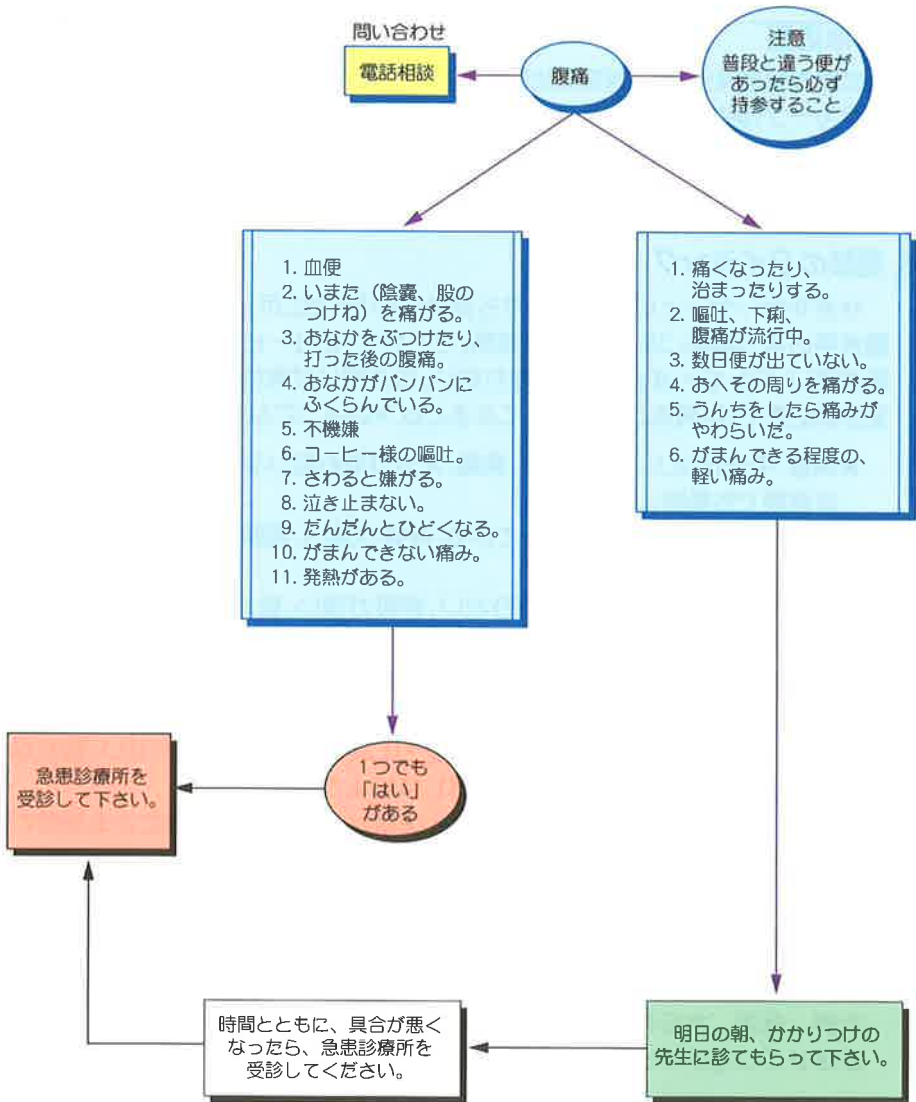 問い合わせ
電話相談
腹痛
注意
普段と違う便が
あったら必ず
持参すること
1. 血便
2. いまた（陰嚢、股の
つけね）を痛がる。
3. おなかをぶつけたり、
打った後の腹痛。
4. おなかがパンパンに
ふくらんでいる。
5. 不機嫌
6. コーヒー様の嘔吐。
7. さわると嫌がる。
8. 泣き止まない。
9. だんだんとひどくなる。
10. がまんできない痛み。
11. 発熱がある。
1. 痛くなったり、
治まったりする。
2. 嘔吐、下痢、
腹痛が流行中。
3. 数日便が出ていない。
4. おへその周りを痛がる。
5. うんちをしたら痛みが
やわらいだ。
6. がまんできる程度の、
軽い痛み。
1つでも
「はい」
がある
急患診療所を
受診して下さい。
時間とともに、具合が悪く
なったら、急患診療所を
受診してください。
明日の朝、かかりつけの
先生に診てもらって下さい。